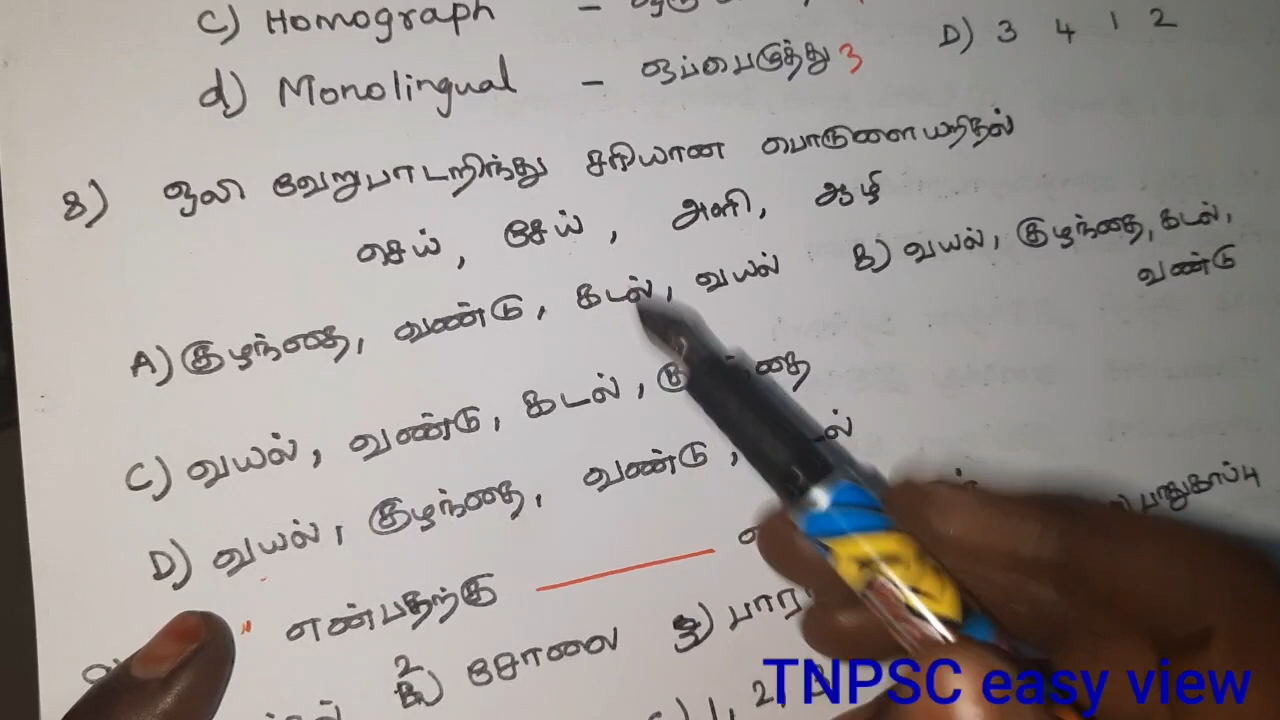 c) Homograph -
d) Monolingual - ஒப்பெழுத்து 3 D) 3 4 1 2
8) ஒலி வேறுபாடறிந்து சரியான பொருளையறிதல்
செய், சேய், அளி, ஆழி
A) குழந்தை, வண்டு, கடல், வயல் B) வயல், குழந்தை, கடல்,
வண்டு
C) வயல், வண்டு, கடல்,
D) வயல், குழந்தை, வண்டு,
என்பதற்கு
2 சோலை
TNPSC easy view